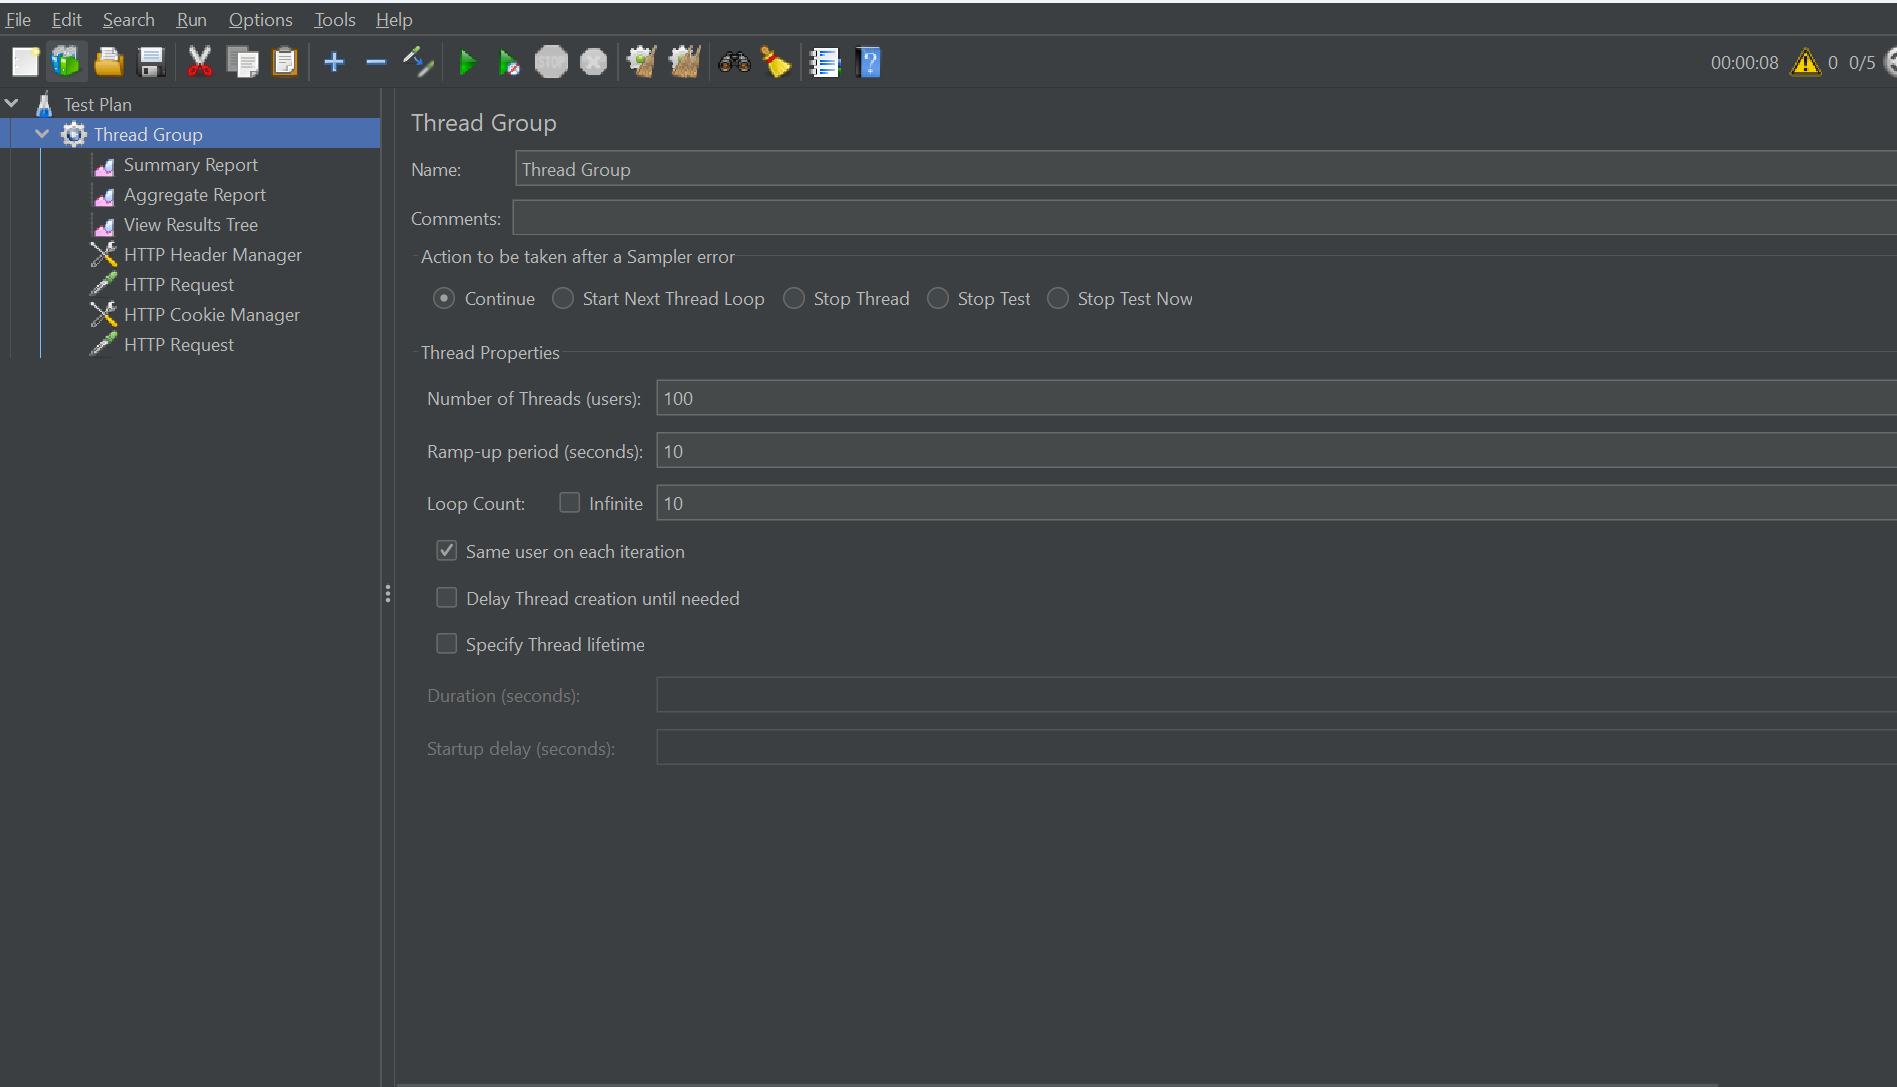 File Edit Search Run Options Tools Help
STOP
00:00:08 0 0/5
Test Plan
Thread Group
Summary Report
Aggregate Report
View Results Tree
HTTP Header Manager
HTTP Request
HTTP Cookie Manager
HTTP Request
Thread Group
Name: Thread Group
Comments:
Action to be taken after a Sampler error
Continue Start Next Thread Loop Stop Thread Stop Test Stop Test Now
Thread Properties
Number of Threads (users): 100
Ramp-up period (seconds): 10
Loop Count: Infinite 10
Same user on each iteration
Delay Thread creation until needed
Specify Thread lifetime
Duration (seconds):
Startup delay (seconds):